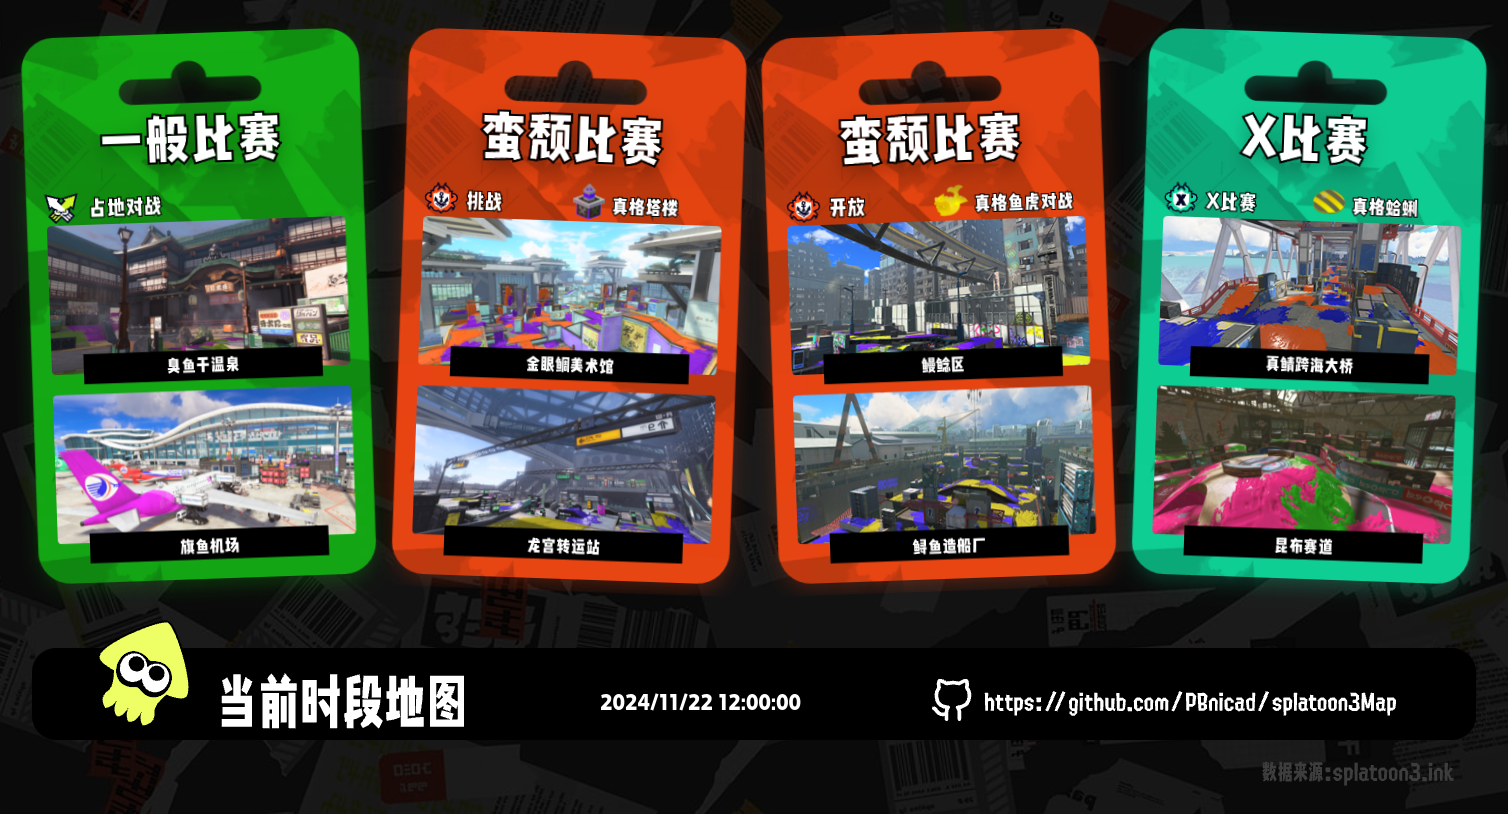 一般比赛
占地对战
臭鱼干温泉
旗鱼机场
蛮颓比赛
挑战
真格塔楼
金眼鲷美术馆
龙宫转运站
蛮颓比赛
开放
真格鱼虎对战
鳗鲶区
鲟鱼造船厂
X比赛
X比赛
真格蛤蜊
真鲭跨海大桥
昆布赛道
当前时段地图
2024/11/22 12:00:00
https://github.com/PBnicad/splatoon3Map
数据来源:splatoon3.ink